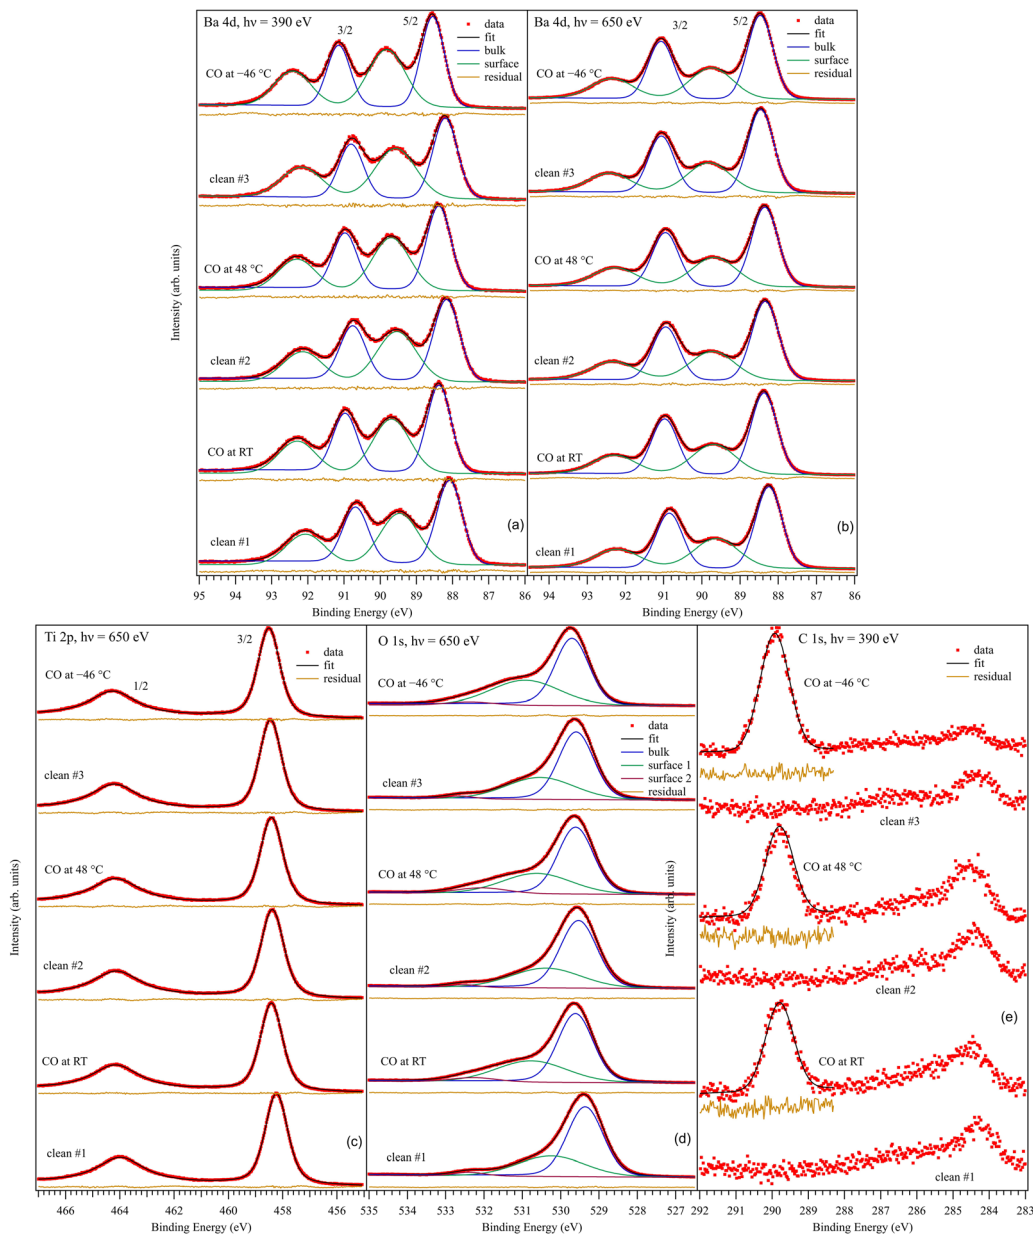 Ba 4d, hν = 390 eV
3/2
5/2
data
fit
bulk
surface
residual
CO at −46 °C
clean #3
CO at 48 °C
clean #2
CO at RT
clean #1
(a)
95 94 93 92 91 90 89 88 87 86
Binding Energy (eV)
Intensity (arb. units)
Ba 4d, hν = 650 eV
3/2
5/2
data
fit
bulk
surface
residual
CO at −46 °C
clean #3
CO at 48 °C
clean #2
CO at RT
clean #1
(b)
94 93 92 91 90 89 88 87 86
Binding Energy (eV)
Ti 2p, hν = 650 eV
3/2
1/2
data
fit
residual
CO at −46 °C
clean #3
CO at 48 °C
clean #2
CO at RT
clean #1
(c)
466 464 462 460 458 456
Binding Energy (eV)
Intensity (arb. units)
O 1s, hν = 650 eV
data
fit
bulk
surface 1
surface 2
residual
CO at −46 °C
clean #3
CO at 48 °C
clean #2
CO at RT
clean #1
(d)
535 534 533 532 531 530 529 528 527
Binding Energy (eV)
Intensity (arb. units)
C 1s, hν = 390 eV
data
fit
residual
CO at −46 °C
clean #3
CO at 48 °C
clean #2
(e)
CO at RT
clean #1
292 291 290 289 288 287 286 285 284 283
Binding Energy (eV)